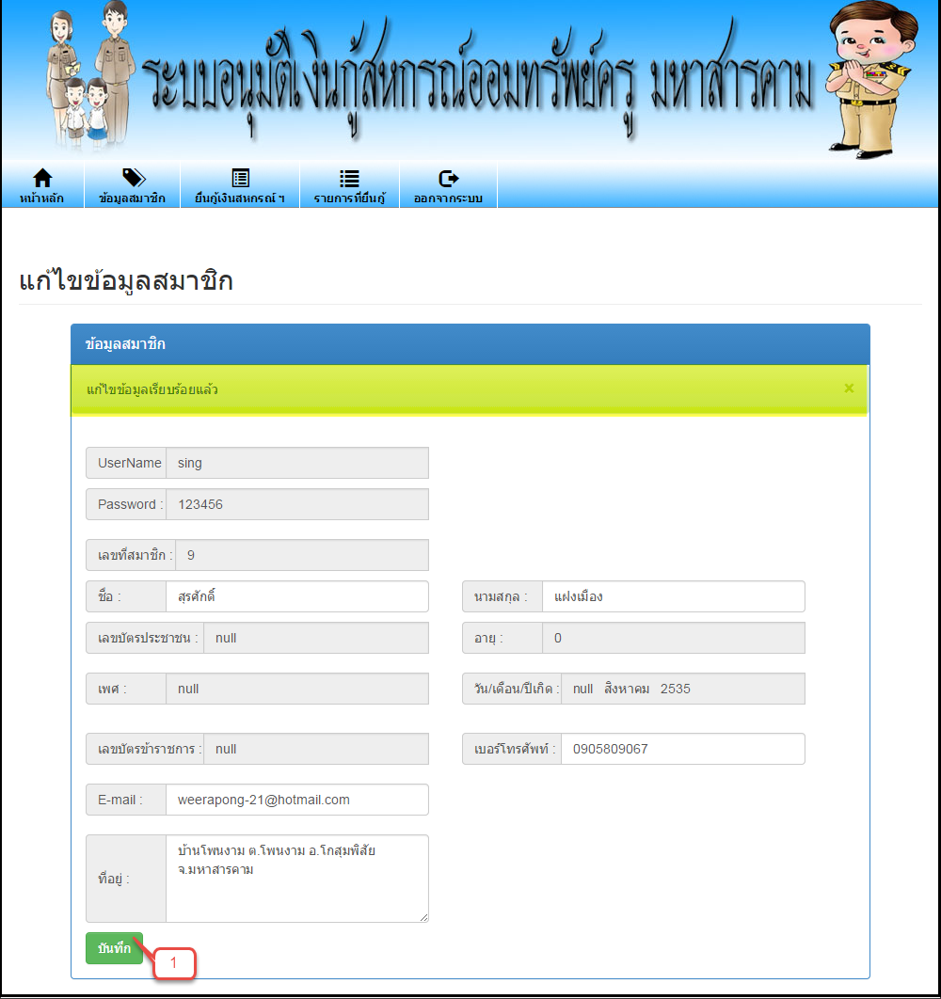 ระบบอนุมัติเงินกู้สหกรณ์ออมทรัพย์ครู มหาสารคาม
หน้าหลัก ข้อมูลสมาชิก ยื่นกู้เงินสหกรณ์ ฯ รายการที่ยื่นกู้ ออกจากระบบ
แก้ไขข้อมูลสมาชิก
ข้อมูลสมาชิก
แก้ไขข้อมูลเรียบร้อยแล้ว ×
UserName sing
Password : 123456
เลขที่สมาชิก : 9
ชื่อ : สุรศักดิ์ นามสกุล : แฝงเมือง
เลขบัตรประชาชน : null อายุ : 0
เพศ : null วัน/เดือน/ปีเกิด : null สิงหาคม 2535
เลขบัตรข้าราชการ : null เบอร์โทรศัพท์ : 0905809067
E-mail : weerapong-21@hotmail.com
ที่อยู่ : บ้านโพนงาม ต.โพนงาม อ.โกสุมพิสัย
จ.มหาสารคาม
บันทึก
1